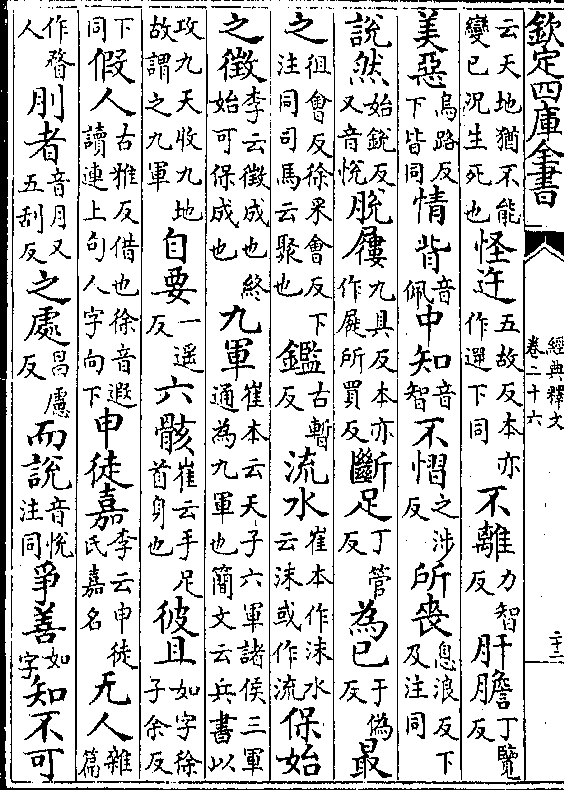 欽定四庫全書
經典釋文
卷二十六
二十二
云天地猶不能變已況生死也怪迕五故反本亦作遌下同不離力智反肝膽丁覽反
美惡烏路反下皆同情背音佩中知音智不慴之涉反所喪息浪反下及注同
說然始銳反又音悅脫屨九具反本亦作屣所買反斷足丁管反為己于偽反最
之徂會反徐采會反下注同司馬云聚也鑑古暫反流水崔本作沬水云沬或作流保始
之徵李云徵成也終始可保成也九軍崔本云天子六軍諸侯三軍通為九軍也簡文云兵書以
攻九天收九地故謂之九軍自要一遥反六骸崔云手足首身也彼且如字徐子余反
下同假人古雅反借也徐音遐讀連上句人字向下申徒嘉李云申徒氏嘉名无人雜篇
作瞀人刖者音月又五刮反之處昌慮反而說音悅注同爭善如字知不可